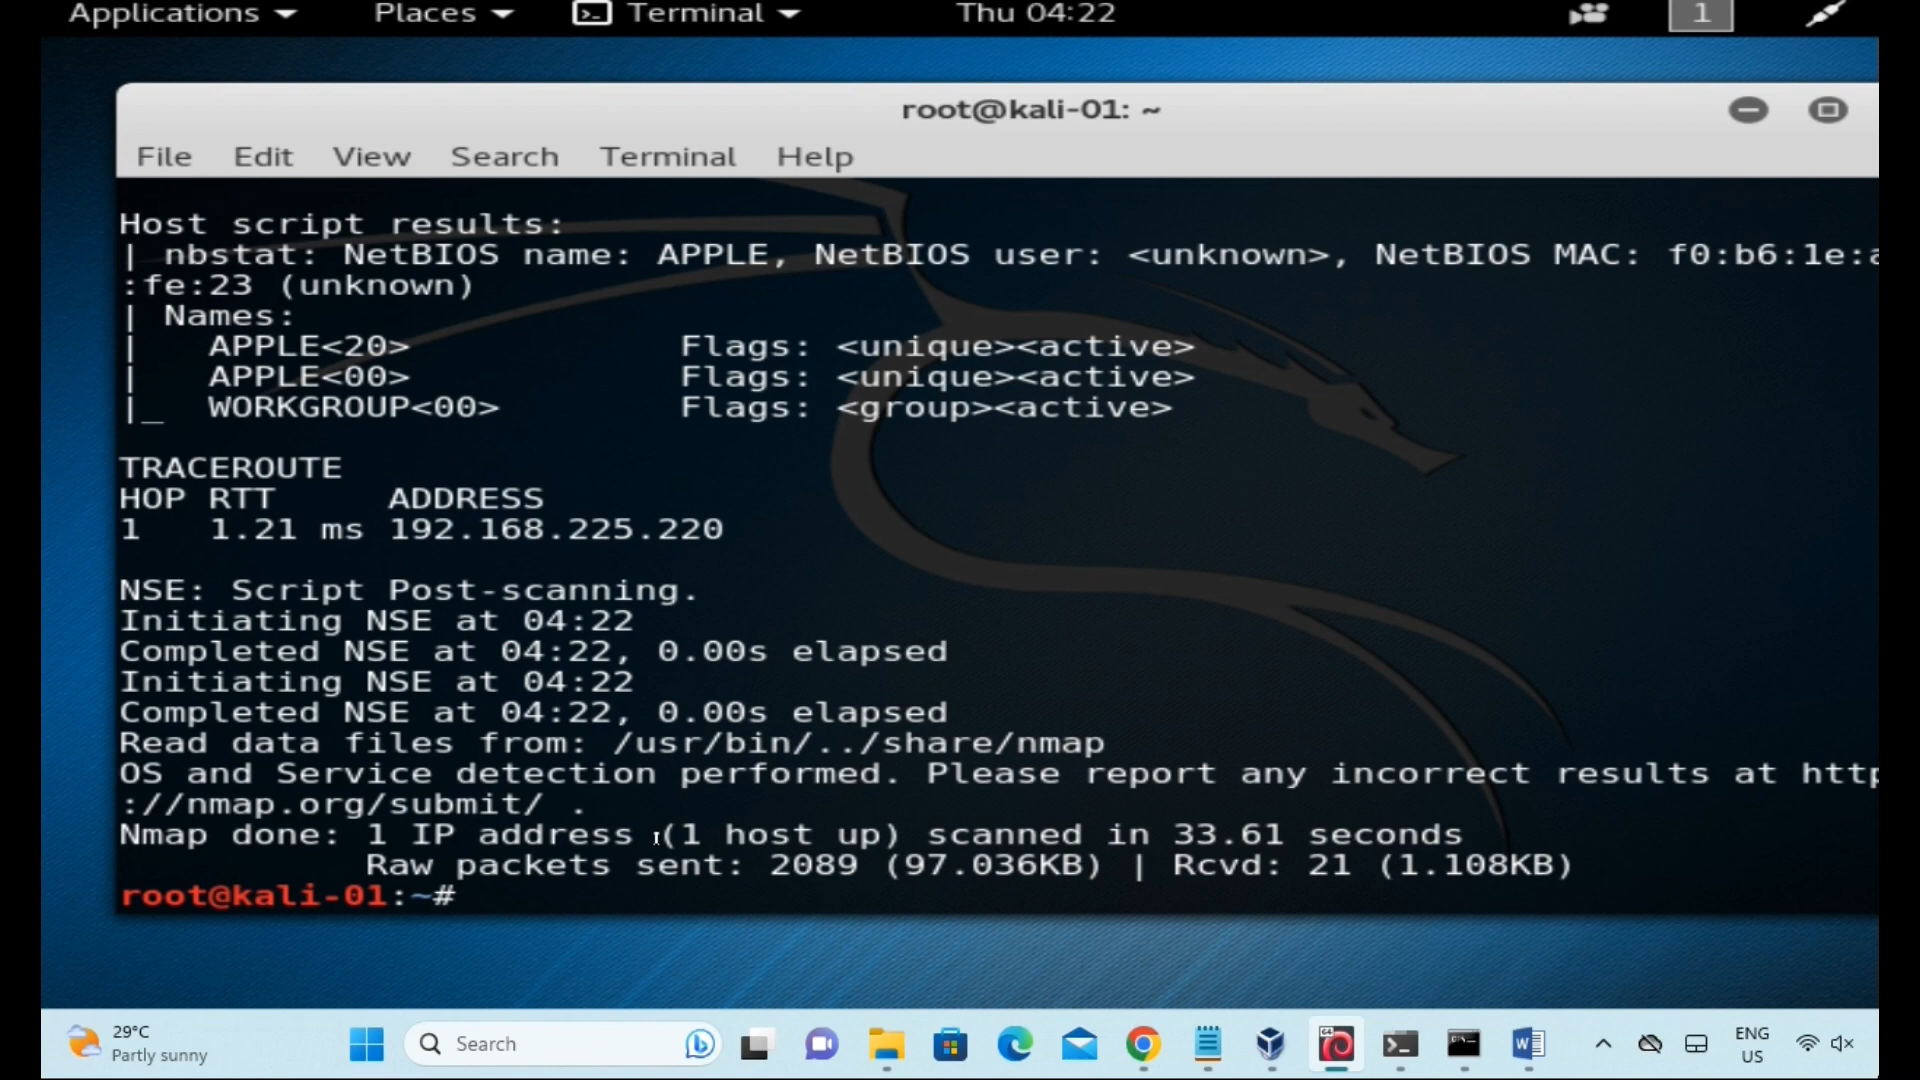 Applications Places Terminal Thu 04:22 1
root@kali-01: ~
File Edit View Search Terminal Help
Host script results:
| nbstat: NetBIOS name: APPLE, NetBIOS user: <unknown>, NetBIOS MAC: f0:b6:1e:a
:fe:23 (unknown)
| Names:
|   APPLE<20>            Flags: <unique><active>
|   APPLE<00>            Flags: <unique><active>
|_  WORKGROUP<00>        Flags: <group><active>
TRACEROUTE
HOP RTT     ADDRESS
1   1.21 ms 192.168.225.220
NSE: Script Post-scanning.
Initiating NSE at 04:22
Completed NSE at 04:22, 0.00s elapsed
Initiating NSE at 04:22
Completed NSE at 04:22, 0.00s elapsed
Read data files from: /usr/bin/../share/nmap
OS and Service detection performed. Please report any incorrect results at http
://nmap.org/submit/ .
Nmap done: 1 IP address (1 host up) scanned in 33.61 seconds
           Raw packets sent: 2089 (97.036KB) | Rcvd: 21 (1.108KB)
root@kali-01:~#
29°C
Partly sunny
Search
64
ENG
US